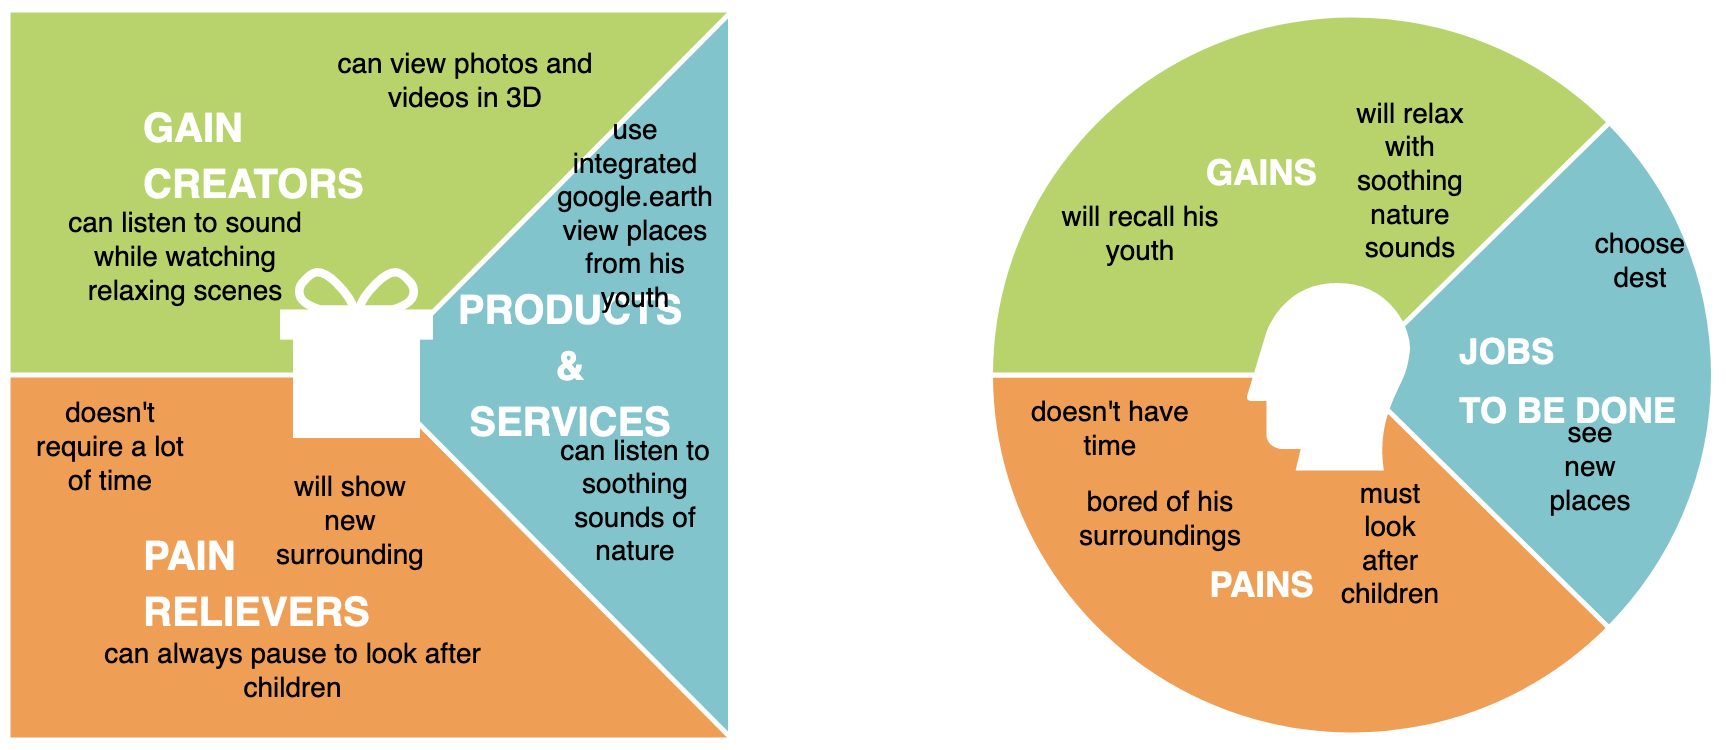 can view photos and
videos in 3D
GAIN
CREATORS
can listen to sound
while watching
relaxing scenes
use
integrated
google.earth
view places
from his
youth
PRODUCTS
&
SERVICES
can listen to
soothing
sounds of
nature
doesn't
require a lot
of time
will show
new
surrounding
PAIN
RELIEVERS
can always pause to look after
children
GAINS
will relax
with
soothing
nature
sounds
will recall his
youth
choose
dest
JOBS
TO BE DONE
see
new
places
doesn't have
time
bored of his
surroundings
must
look
after
children
PAINS